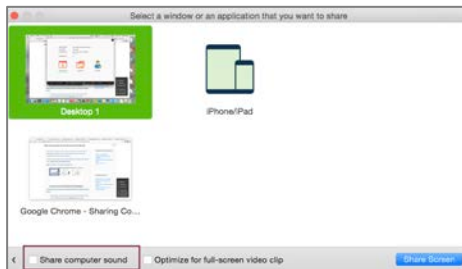 Select a window or an application that you want to share
Desktop 1
iPhone/iPad
Google Chrome - Sharing Co...
Share computer sound
Optimize for full-screen video clip
Share Screen